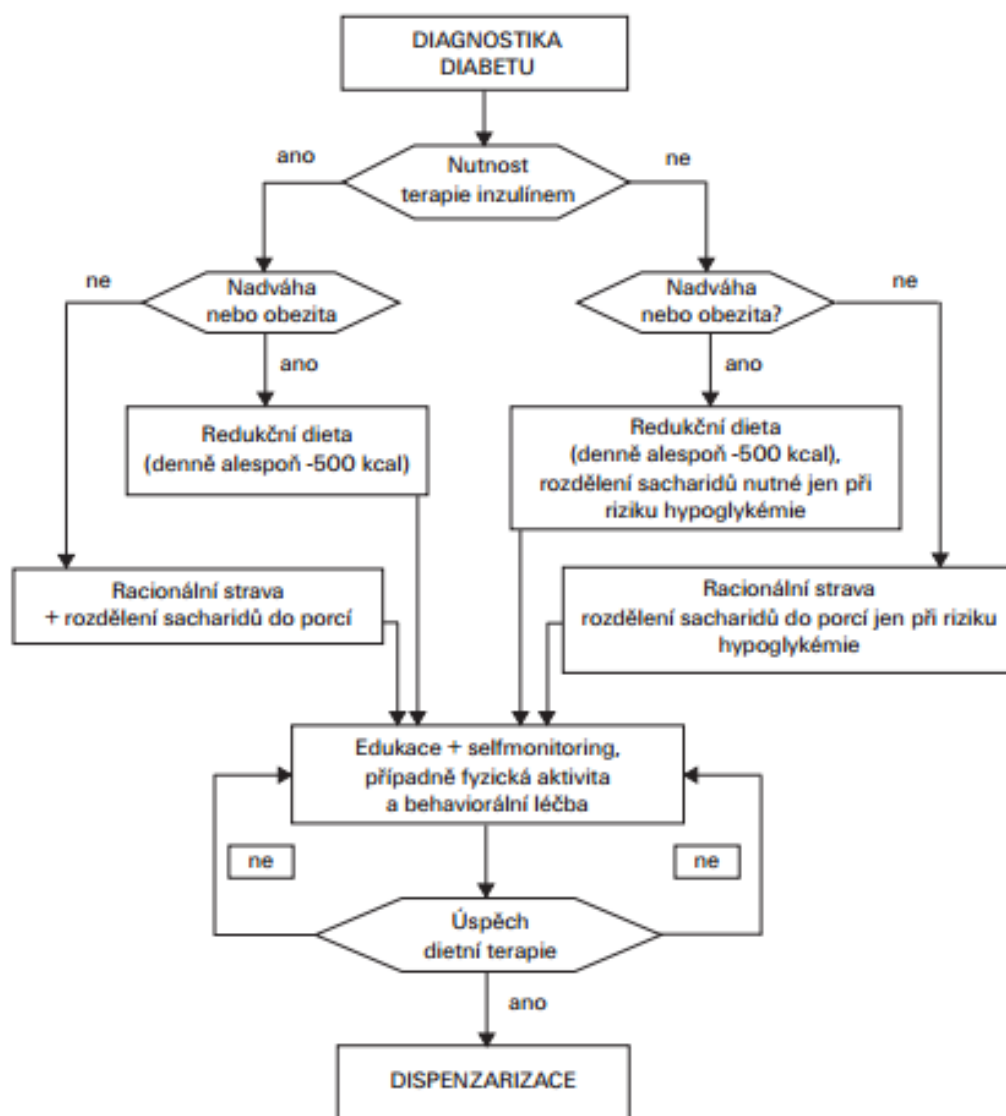 DIAGNOSTIKA
DIABETU
ano
Nutnost
terapie inzulínem
ne
ne
Nadváha
nebo obezita
Nadváha
nebo obezita?
ne
ano
ano
Redukční dieta
(denně alespoň -500 kcal)
Redukční dieta
(denně alespoň -500 kcal),
rozdělení sacharidů nutné jen při
riziku hypoglykémie
Racionální strava
+ rozdělení sacharidů do porcí
Racionální strava
rozdělení sacharidů do porcí jen při riziku
hypoglykémie
Edukace + selfmonitoring,
případně fyzická aktivita
a behaviorální léčba
ne
ne
Úspěch
dietní terapie
ano
DISPENZARIZACE